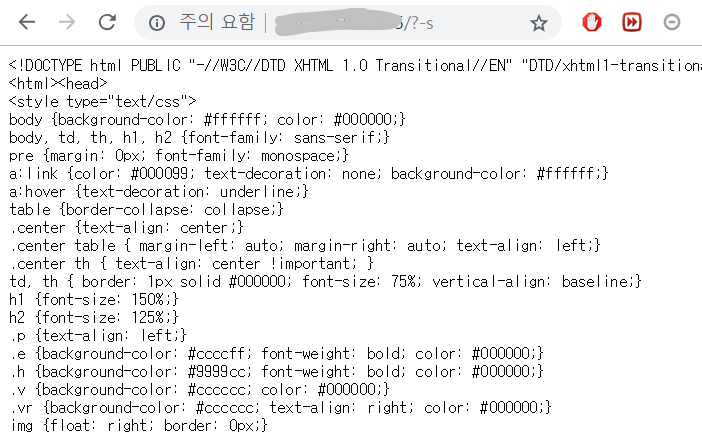 주의 요함 | /?-s
<!DOCTYPE html PUBLIC "-//W3C//DTD XHTML 1.0 Transitional//EN" "DTD/xhtml1-transition
<html><head>
<style type="text/css">
body {background-color: #ffffff; color: #000000;}
body, td, th, h1, h2 {font-family: sans-serif;}
pre {margin: 0px; font-family: monospace;}
a:link {color: #000099; text-decoration: none; background-color: #ffffff;}
a:hover {text-decoration: underline;}
table {border-collapse: collapse;}
.center {text-align: center;}
.center table { margin-left: auto; margin-right: auto; text-align: left;}
.center th { text-align: center !important; }
td, th { border: 1px solid #000000; font-size: 75%; vertical-align: baseline;}
h1 {font-size: 150%;}
h2 {font-size: 125%;}
.p {text-align: left;}
.e {background-color: #ccccff; font-weight: bold; color: #000000;}
.h {background-color: #9999cc; font-weight: bold; color: #000000;}
.v {background-color: #cccccc; color: #000000;}
.vr {background-color: #cccccc; text-align: right; color: #000000;}
img {float: right; border: 0px;}